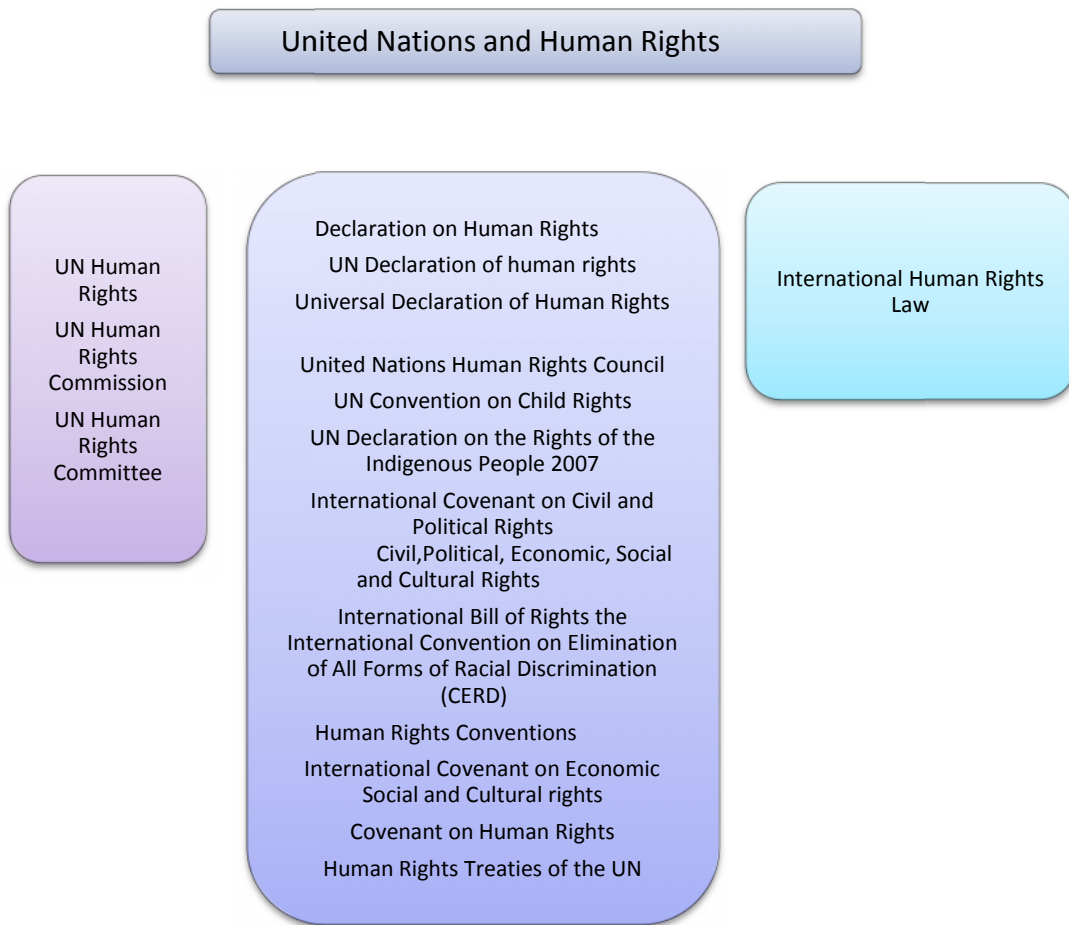 United Nations and Human Rights
UN Human
Rights
UN Human
Rights
Commission
UN Human
Rights
Committee
Declaration on Human Rights
UN Declaration of human rights
Universal Declaration of Human Rights
United Nations Human Rights Council
UN Convention on Child Rights
UN Declaration on the Rights of the
Indigenous People 2007
International Covenant on Civil and
Political Rights
Civil,Political, Economic, Social
and Cultural Rights
International Bill of Rights the
International Convention on Elimination
of All Forms of Racial Discrimination
(CERD)
Human Rights Conventions
International Covenant on Economic
Social and Cultural rights
Covenant on Human Rights
Human Rights Treaties of the UN
International Human Rights
Law